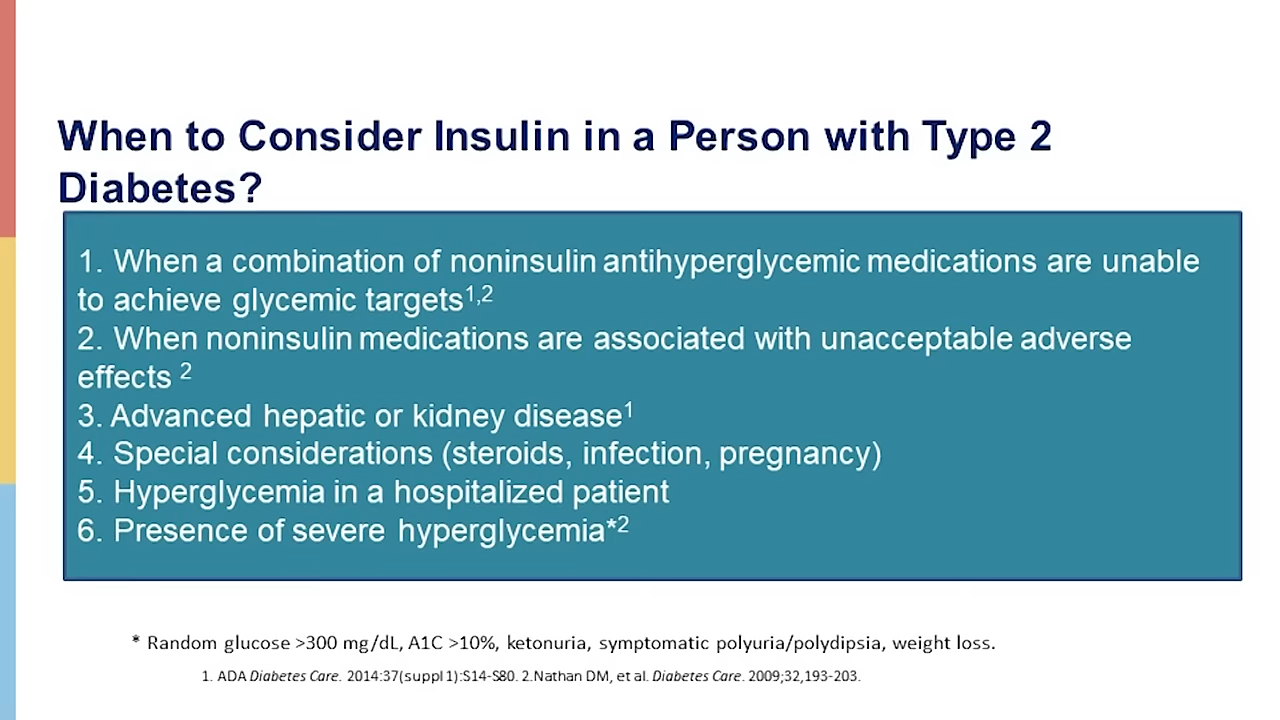 When to Consider Insulin in a Person with Type 2
Diabetes?
1. When a combination of noninsulin antihyperglycemic medications are unable
to achieve glycemic targets1,2
2. When noninsulin medications are associated with unacceptable adverse
effects 2
3. Advanced hepatic or kidney disease1
4. Special considerations (steroids, infection, pregnancy)
5. Hyperglycemia in a hospitalized patient
6. Presence of severe hyperglycemia*2
* Random glucose >300 mg/dL, A1C >10%, ketonuria, symptomatic polyuria/polydipsia, weight loss.
1. ADA Diabetes Care. 2014:37(suppl 1):S14-S80. 2.Nathan DM, et al. Diabetes Care. 2009;32,193-203.